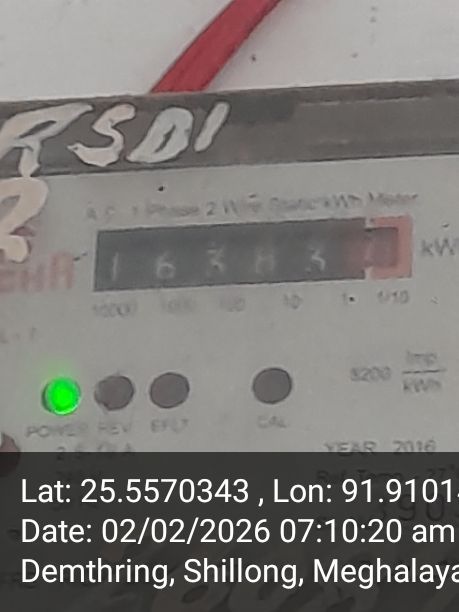 RSDI
A.C. 1 Phase 2 Wire Static kWh Meter
1 6 3 8 3
kW
10000 1000 100 10 1 1/10
3200 Imp/kWh
POWER REV EFLT CAL
YEAR 2016
Lat: 25.5570343 , Lon: 91.9101
Date: 02/02/2026 07:10:20 am
Demthring, Shillong, Meghalaya